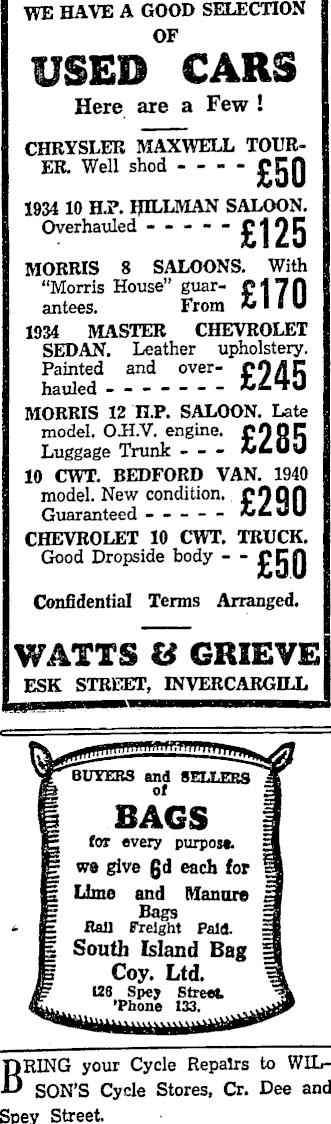 WE HAVE A GOOD SELECTION
OF
USED CARS
Here are a Few !
CHRYSLER MAXWELL TOUR-
ER. Well shod - - - - £50
1934 10 H.P. HILLMAN SALOON.
Overhauled - - - - - £125
MORRIS 8 SALOONS. With
"Morris House" guar-
antees. From £170
1934 MASTER CHEVROLET
SEDAN. Leather upholstery.
Painted and over-
hauled - - - - - - - £245
MORRIS 12 H.P. SALOON. Late
model. O.H.V. engine.
Luggage Trunk - - - £285
10 CWT. BEDFORD VAN. 1940
model. New condition.
Guaranteed - - - - - £290
CHEVROLET 10 CWT. TRUCK.
Good Dropside body - - £50
Confidential Terms Arranged.
WATTS & GRIEVE
ESK STREET, INVERCARGILL
BUYERS and SELLERS
of
BAGS
for every purpose.
we give 6d each for
Lime and Manure
Bags
Rail Freight Paid.
South Island Bag
Coy. Ltd.
126 Spey Street.
'Phone 133.
BRING your Cycle Repairs to WIL-
SON'S Cycle Stores, Cr. Dee and
Spey Street.